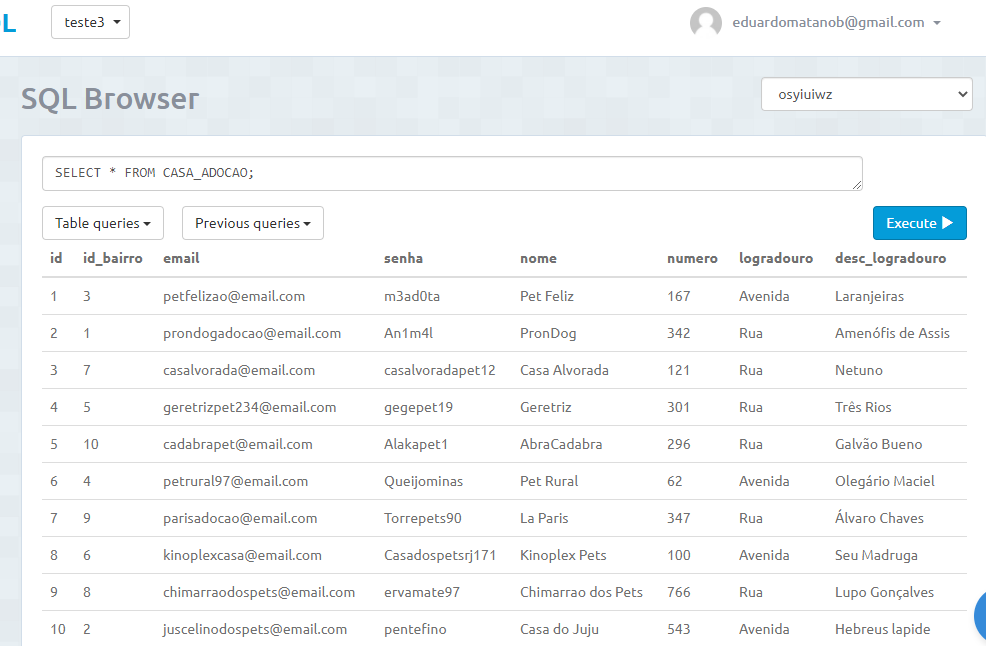 L teste3 eduardomatanob@gmail.com
SQL Browser osyiuiwz
SELECT * FROM CASA_ADOCAO;
Table queries Previous queries Execute
id id_bairro email senha nome numero logradouro desc_logradouro
1 3 petfelizao@email.com m3ad0ta Pet Feliz 167 Avenida Laranjeiras
2 1 prondogadocao@email.com An1m4l PronDog 342 Rua Amenófis de Assis
3 7 casalvorada@email.com casalvoradapet12 Casa Alvorada 121 Rua Netuno
4 5 geretrizpet234@email.com gegepet19 Geretriz 301 Rua Três Rios
5 10 cadabrapet@email.com Alakapet1 AbraCadabra 296 Rua Galvão Bueno
6 4 petrural97@email.com Queijominas Pet Rural 62 Avenida Olegário Maciel
7 9 parisadocao@email.com Torrepets90 La Paris 347 Rua Álvaro Chaves
8 6 kinoplexcasa@email.com Casadospetsrj171 Kinoplex Pets 100 Avenida Seu Madruga
9 8 chimarraodospets@email.com ervamate97 Chimarrao dos Pets 766 Rua Lupo Gonçalves
10 2 juscelinodospets@email.com pentefino Casa do Juju 543 Avenida Hebreus lapide